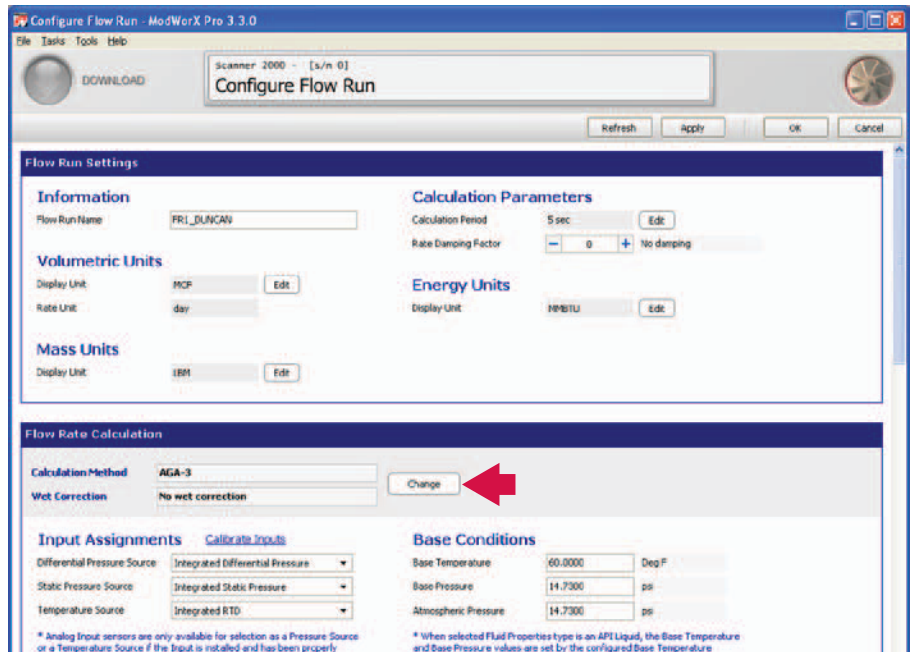 Configure Flow Run - ModWorX Pro 3.3.0
File Tasks Tools Help
DOWNLOAD
Scanner 2000 - [s/n 0]
Configure Flow Run
Refresh Apply OK Cancel
Flow Run Settings
Information
Flow Run Name FR1_DUNCAN
Volumetric Units
Display Unit MCF Edit
Rate Unit day
Mass Units
Display Unit LBM Edit
Calculation Parameters
Calculation Period 5 sec Edit
Rate Damping Factor − 0 + No damping
Energy Units
Display Unit MMBTU Edit
Flow Rate Calculation
Calculation Method AGA-3
Wet Correction No wet correction
Change
Input Assignments Calibrate Inputs
Differential Pressure Source Integrated Differential Pressure
Static Pressure Source Integrated Static Pressure
Temperature Source Integrated RTD
* Analog Input sensors are only available for selection as a Pressure Source
or a Temperature Source if the Input is installed and has been properly
Base Conditions
Base Temperature 60.0000 Deg F
Base Pressure 14.7300 psi
Atmospheric Pressure 14.7300 psi
* When selected Fluid Properties type is an API Liquid, the Base Temperature
and Base Pressure values are set by the configured Base Temperature